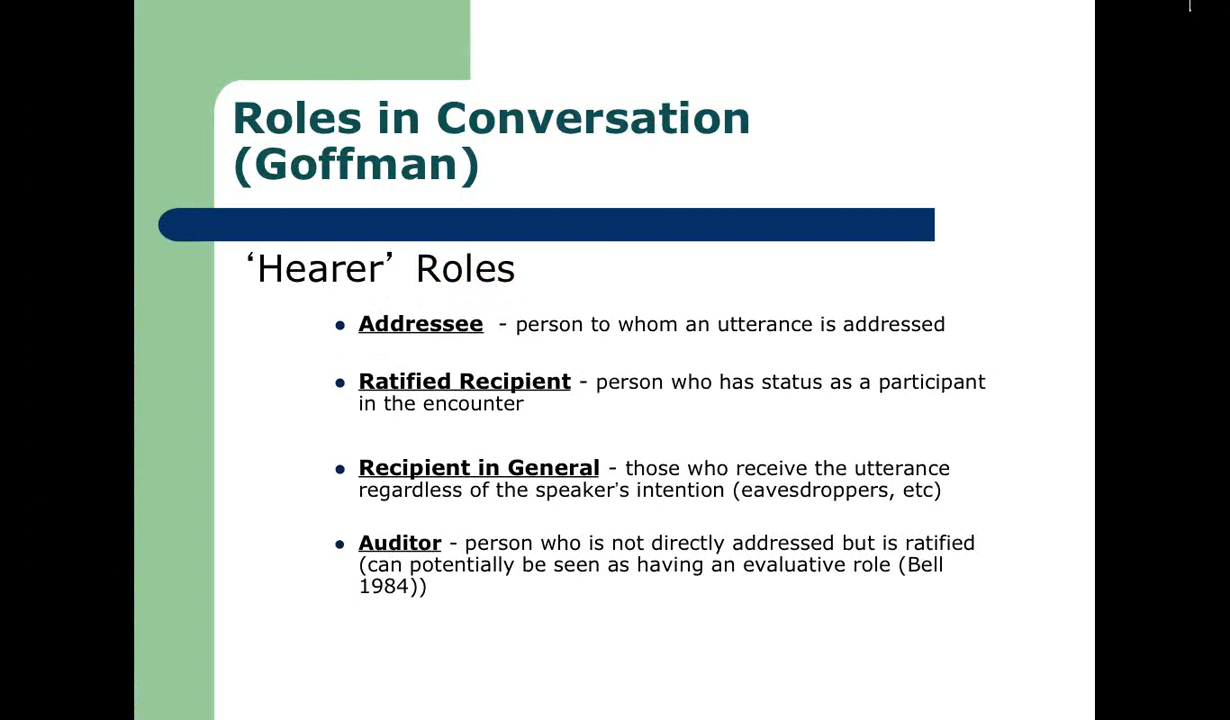 Roles in Conversation
(Goffman)
‘Hearer’ Roles
● Addressee - person to whom an utterance is addressed
● Ratified Recipient - person who has status as a participant
in the encounter
● Recipient in General - those who receive the utterance
regardless of the speaker’s intention (eavesdroppers, etc)
● Auditor - person who is not directly addressed but is ratified
(can potentially be seen as having an evaluative role (Bell
1984))